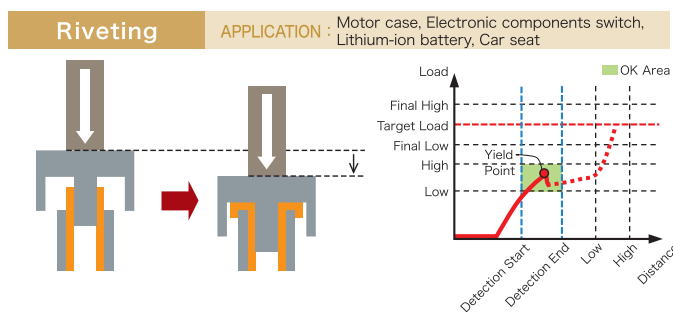 Riveting
APPLICATION :
Motor case, Electronic components switch,
Lithium-ion battery, Car seat
Load
OK Area
Final High
Target Load
Final Low
High
Low
Yield
Point
Detection Start
Detection End
Low
High
Distance